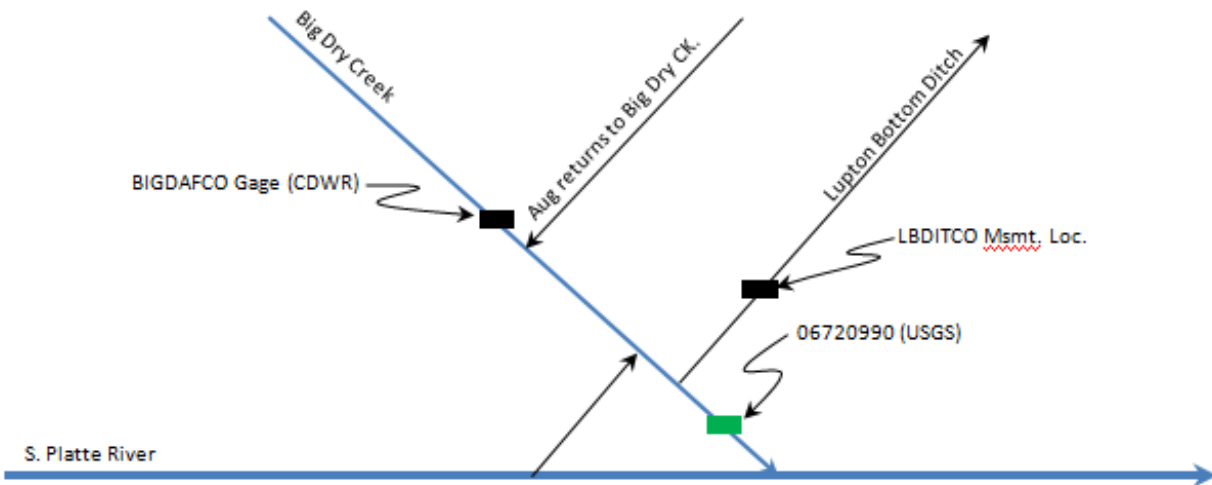 Big Dry Creek
Aug returns to Big Dry CK.
Lupton Bottom Ditch
BIGDAFCO Gage (CDWR)
LBDITCO Msmt. Loc.
06720990 (USGS)
S. Platte River